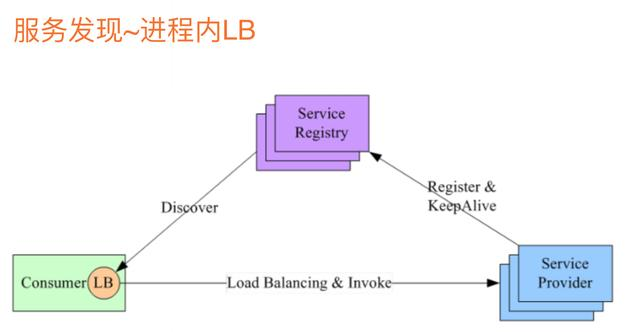 服务发现~进程内LB
Service
Registry
Discover
Register &
KeepAlive
Consumer
LB
Load Balancing & Invoke
Service
Provider